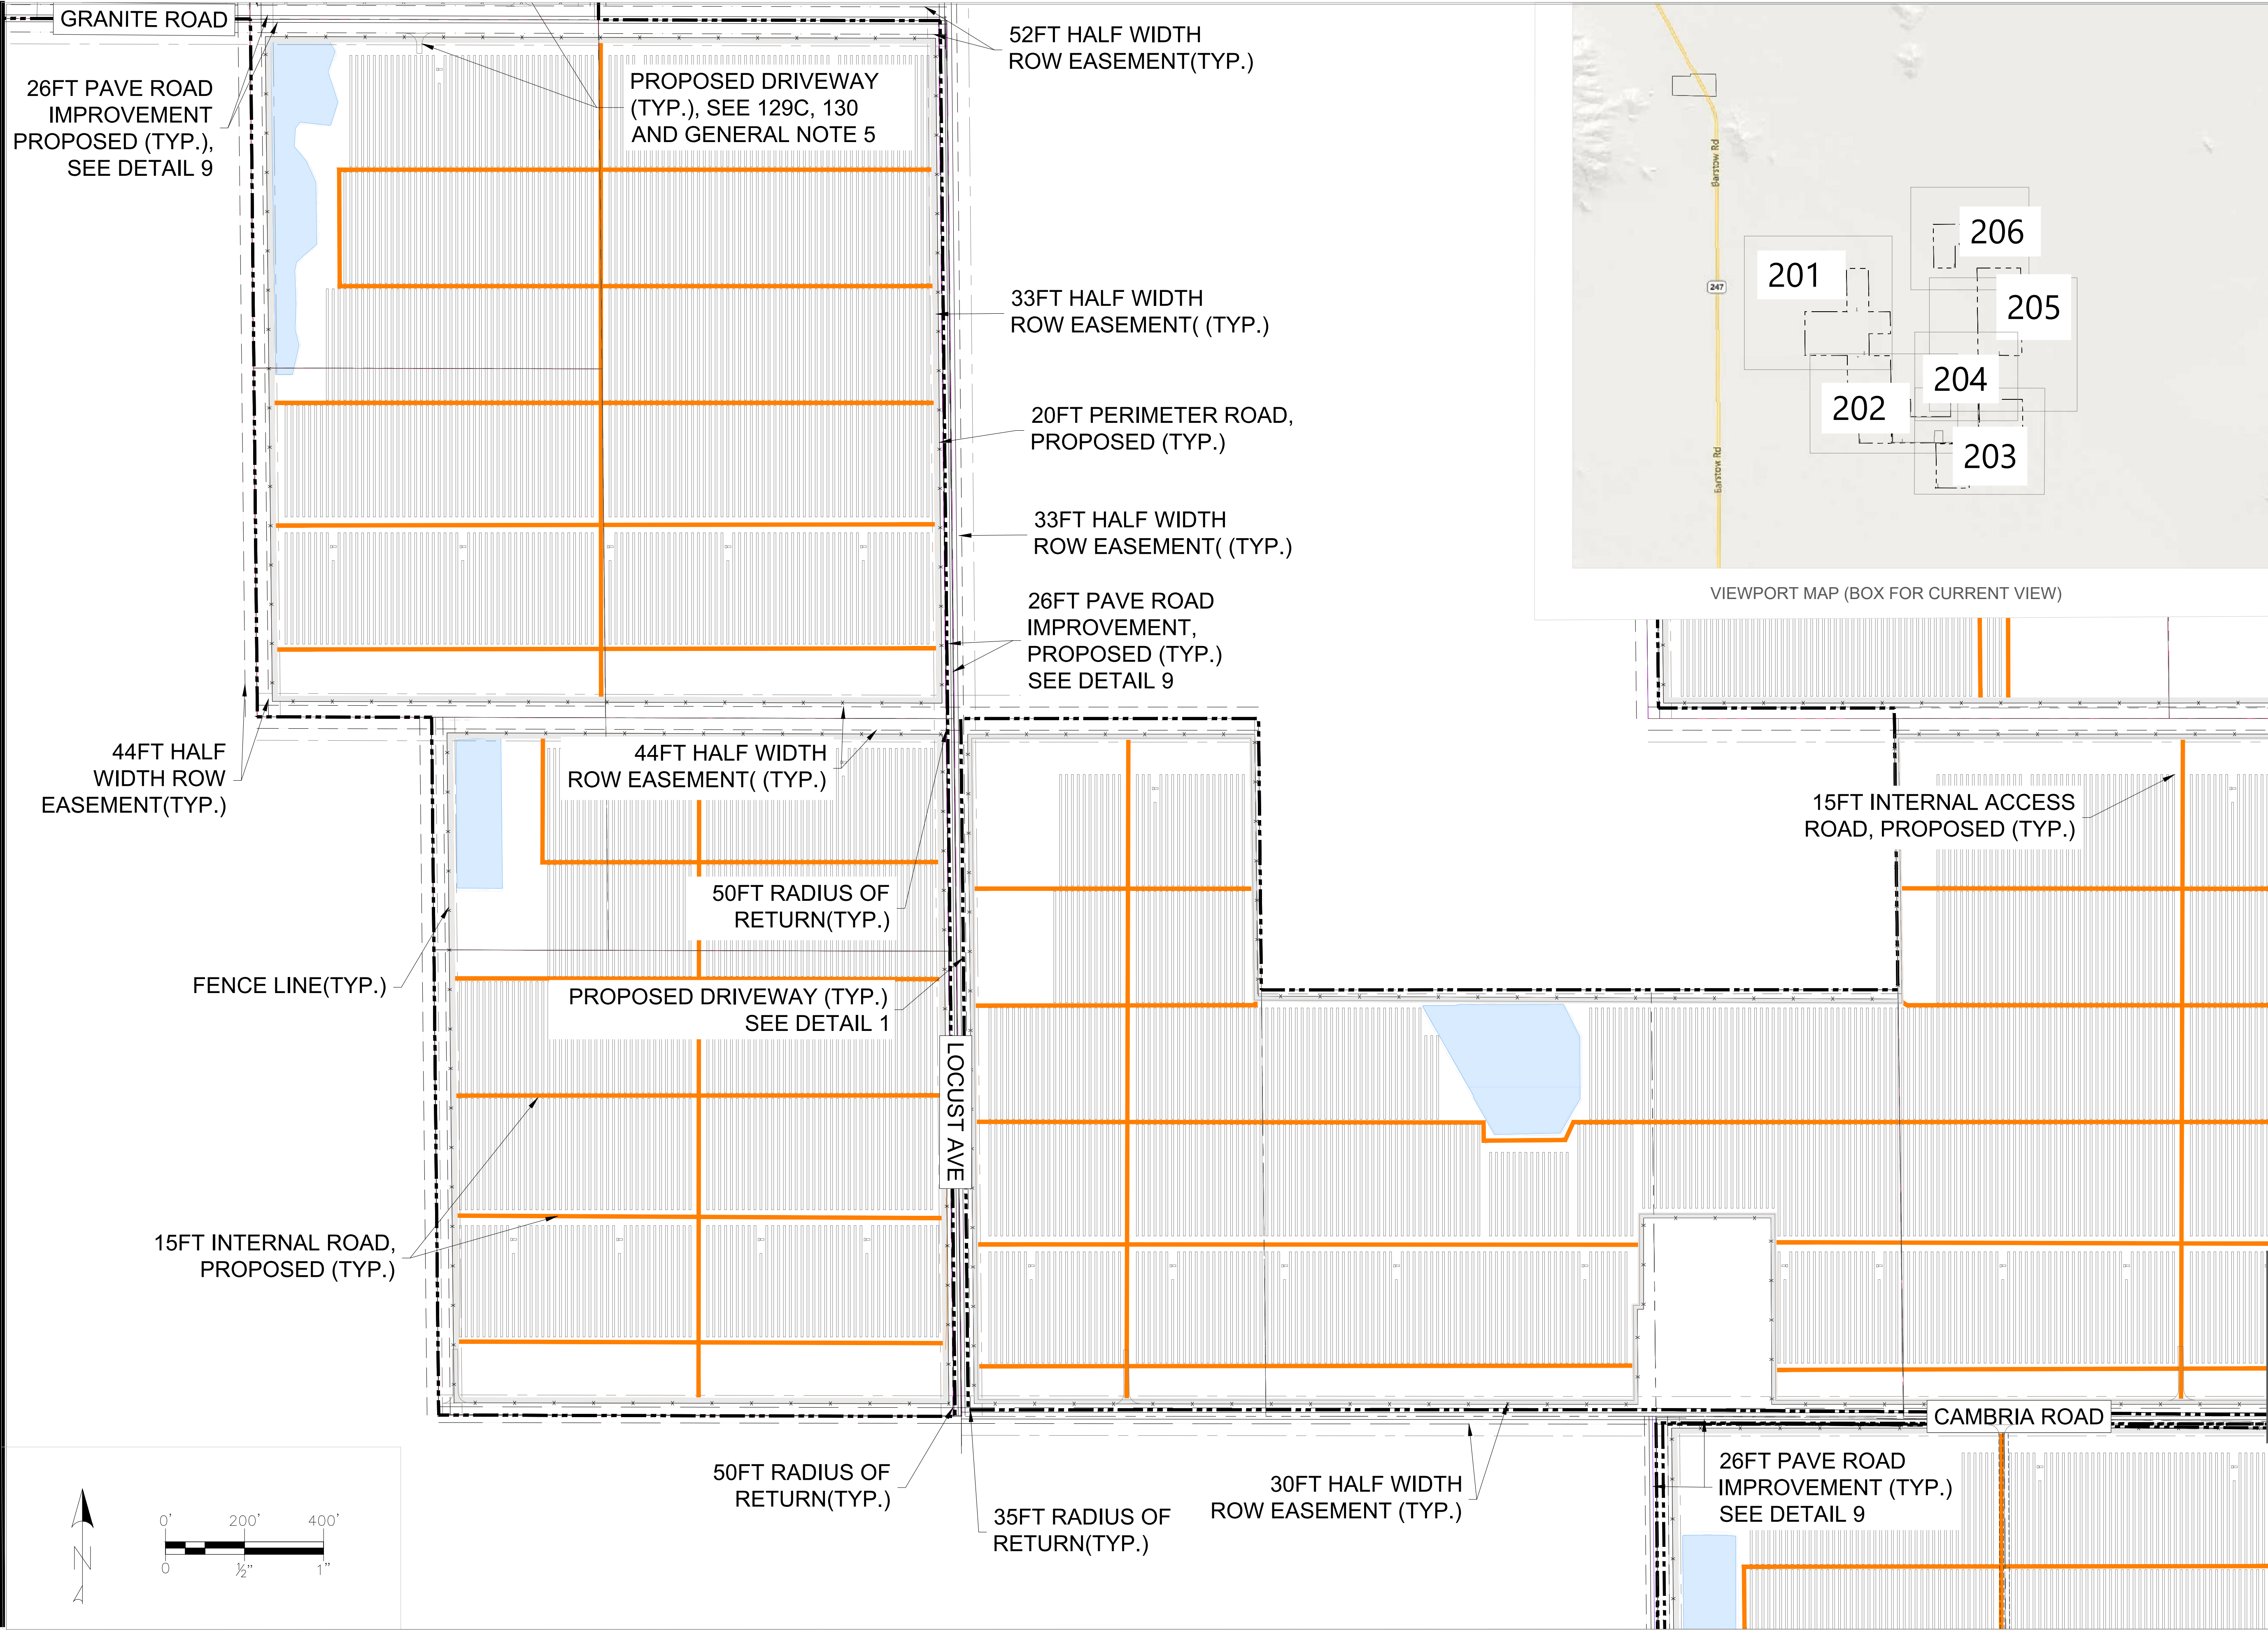 GRANITE ROAD
26FT PAVE ROAD
IMPROVEMENT
PROPOSED (TYP.),
SEE DETAIL 9
PROPOSED DRIVEWAY
(TYP.), SEE 129C, 130
AND GENERAL NOTE 5
52FT HALF WIDTH
ROW EASEMENT(TYP.)
33FT HALF WIDTH
ROW EASEMENT( (TYP.)
20FT PERIMETER ROAD,
PROPOSED (TYP.)
33FT HALF WIDTH
ROW EASEMENT( (TYP.)
26FT PAVE ROAD
IMPROVEMENT,
PROPOSED (TYP.)
SEE DETAIL 9
Barstow Rd
247
Barstow Rd
201
206
205
204
202
203
VIEWPORT MAP (BOX FOR CURRENT VIEW)
44FT HALF
WIDTH ROW
EASEMENT(TYP.)
44FT HALF WIDTH
ROW EASEMENT( (TYP.)
15FT INTERNAL ACCESS
ROAD, PROPOSED (TYP.)
50FT RADIUS OF
RETURN(TYP.)
FENCE LINE(TYP.)
PROPOSED DRIVEWAY (TYP.)
SEE DETAIL 1
LOCUST AVE
15FT INTERNAL ROAD,
PROPOSED (TYP.)
CAMBRIA ROAD
50FT RADIUS OF
RETURN(TYP.)
35FT RADIUS OF
RETURN(TYP.)
30FT HALF WIDTH
ROW EASEMENT (TYP.)
26FT PAVE ROAD
IMPROVEMENT (TYP.)
SEE DETAIL 9
N
0' 200' 400'
0 ½" 1"